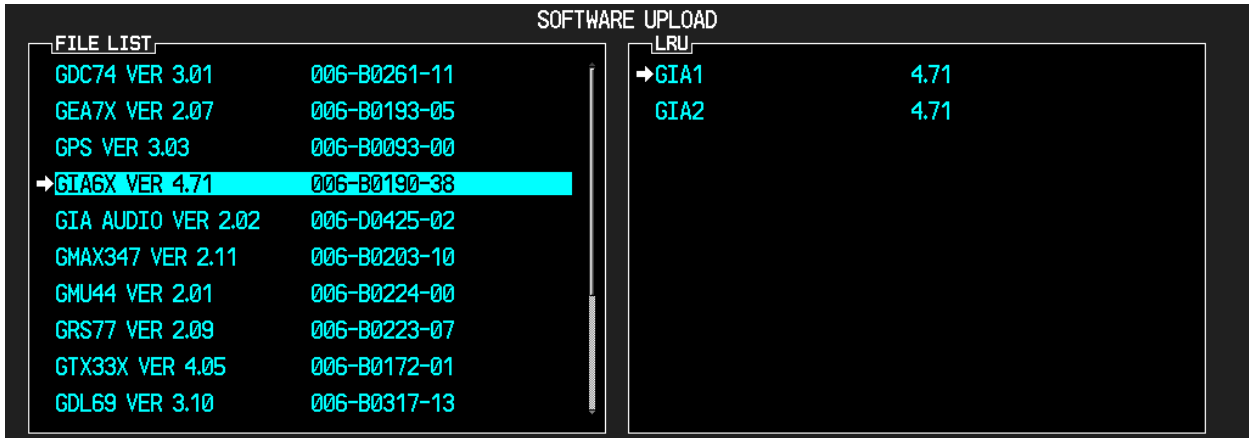 SOFTWARE UPLOAD
FILE LIST
GDC74 VER 3.01 006-B0261-11
GEA7X VER 2.07 006-B0193-05
GPS VER 3.03 006-B0093-00
GIA6X VER 4.71 006-B0190-38
GIA AUDIO VER 2.02 006-D0425-02
GMAX347 VER 2.11 006-B0203-10
GMU44 VER 2.01 006-B0224-00
GRS77 VER 2.09 006-B0223-07
GTX33X VER 4.05 006-B0172-01
GDL69 VER 3.10 006-B0317-13
LRU
GIA1 4.71
GIA2 4.71